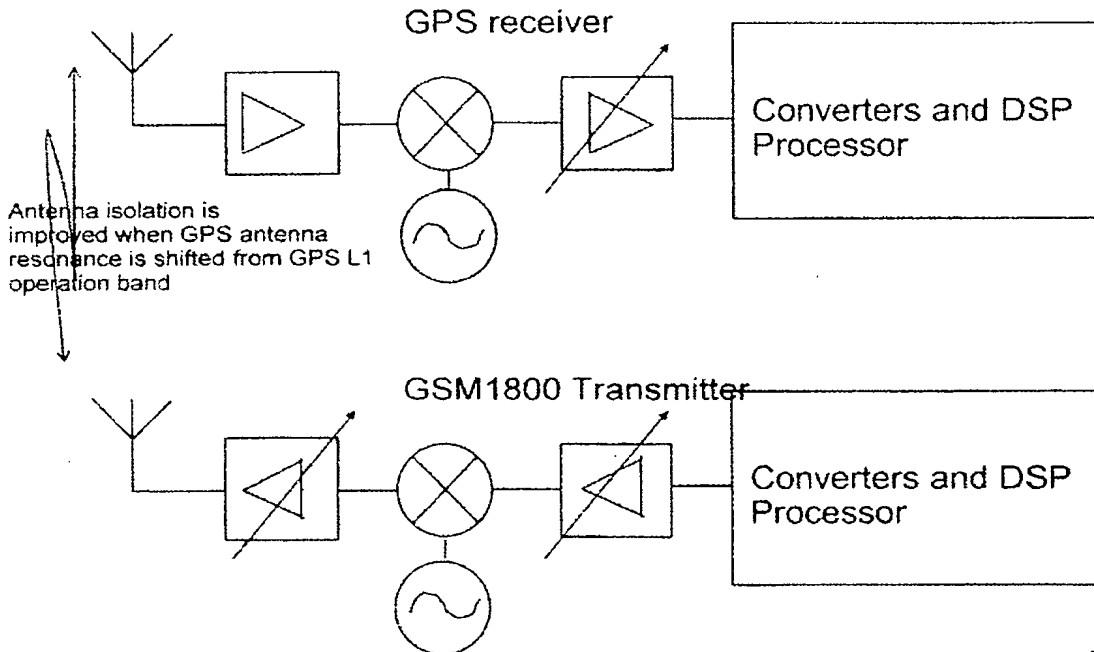 GPS receiver
Converters and DSP
Processor
Antenna isolation is
improved when GPS antenna
resonance is shifted from GPS L1
operation band
GSM1800 Transmitter
Converters and DSP
Processor